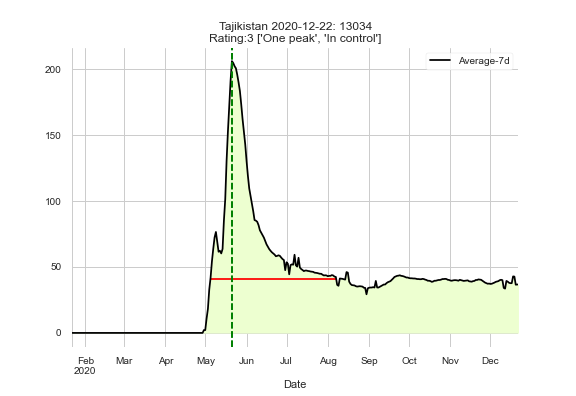 Tajikistan 2020-12-22: 13034
Rating:3 ['One peak', 'In control']
Average-7d
200
150
100
50
0
Feb Mar Apr May Jun Jul Aug Sep Oct Nov Dec
2020
Date